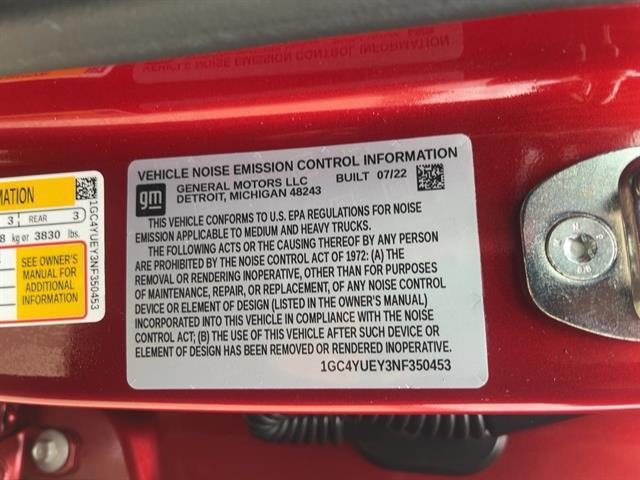 VEHICLE NOISE EMISSION CONTROL INFORMATION
gm
GENERAL MOTORS LLC BUILT 07/22
DETROIT, MICHIGAN 48243
THIS VEHICLE CONFORMS TO U.S. EPA REGULATIONS FOR NOISE
EMISSION APPLICABLE TO MEDIUM AND HEAVY TRUCKS.
THE FOLLOWING ACTS OR THE CAUSING THEREOF BY ANY PERSON
ARE PROHIBITED BY THE NOISE CONTROL ACT OF 1972: (A) THE
REMOVAL OR RENDERING INOPERATIVE, OTHER THAN FOR PURPOSES
OF MAINTENANCE, REPAIR, OR REPLACEMENT, OF ANY NOISE CONTROL
DEVICE OR ELEMENT OF DESIGN (LISTED IN THE OWNER'S MANUAL)
INCORPORATED INTO THIS VEHICLE IN COMPLIANCE WITH THE NOISE
CONTROL ACT; (B) THE USE OF THIS VEHICLE AFTER SUCH DEVICE OR
ELEMENT OF DESIGN HAS BEEN REMOVED OR RENDERED INOPERATIVE.
1GC4YUEY3NF350453
MATION
3 REAR 3
8 kg or 3830 lbs.
SEE OWNER'S
MANUAL FOR
ADDITIONAL
INFORMATION
1GC4YUEY3NF350453